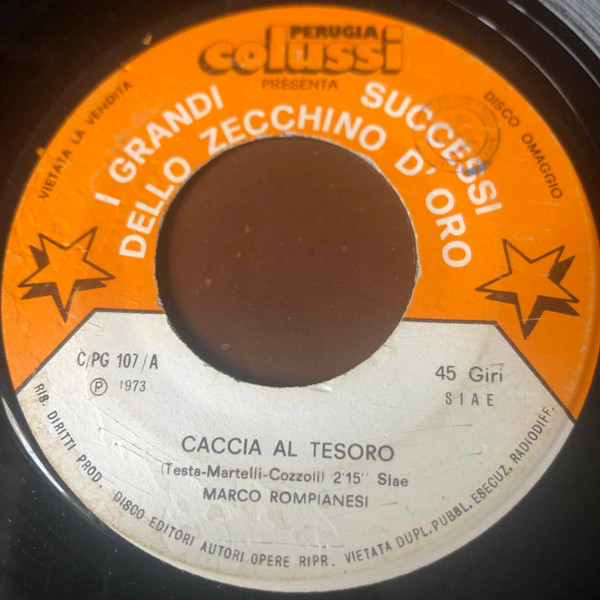 PERUGIA
colussi
PRESENTA
VIETATA LA VENDITA
DISCO OMAGGIO
I GRANDI SUCCESSI
DELLO ZECCHINO D'ORO
C/PG 107/A
Ⓟ 1973
45 Giri
SIAE
CACCIA AL TESORO
(Testa-Martelli-Cozzoli) 2'15'' Siae
MARCO ROMPIANESI
RIS. DIRITTI PROD. DISCO EDITORI AUTORI OPERE RIPR. VIETATA DUPL. PUBBL. ESECUZ. RADIODIFF.